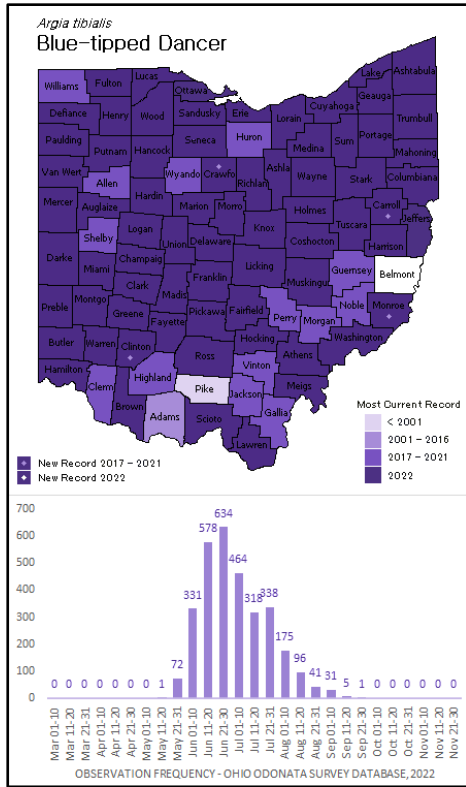 Argia tibialis
Blue-tipped Dancer
Williams Fulton Lucas Ottawa Lake Ashtabula
Geauga
Defiance Henry Wood Sandusky Erie Lorain Cuyahoga Trumbull
Paulding Putnam Hancock Seneca Huron Medina Sum Portage Mahoning
Van Wert Allen Wyando Crawfo Richlan Ashla Wayne Stark Columbiana
Mercer Auglaize Hardin Marion Morro Holmes Tuscara Carroll Jeffers
Shelby Logan Union Delaware Knox Coshocton Harrison
Darke Miami Champaig Licking Muskingu Guernsey Belmont
Clark Madis Franklin
Preble Montgo Greene Pickawa Fairfield Perry Morgan Noble Monroe
Fayette
Butler Warren Clinton Ross Hocking Athens Washington
Hamilton Clerm Highland Pike Vinton Meigs
Brown Adams Scioto Jackson Gallia
Lawren
Most Current Record
< 2001
2001 - 2016
2017 - 2021
2022
New Record 2017 - 2021
New Record 2022
700
600
500
400
300
200
100
0
0 0 0 0 0 0 0 1 72 331 578 634 464 318 338 175 96 41 31 5 1 0 0 0 0 0 0
Mar 01-10
Mar 11-20
Mar 21-31
Apr 01-10
Apr 11-20
Apr 21-30
May 01-10
May 11-20
May 21-31
Jun 01-10
Jun 11-20
Jun 21-30
Jul 01-10
Jul 11-20
Jul 21-31
Aug 01-10
Aug 11-20
Aug 21-31
Sep 01-10
Sep 11-20
Sep 21-30
Oct 01-10
Oct 11-20
Oct 21-31
Nov 01-10
Nov 11-20
Nov 21-30
OBSERVATION FREQUENCY - OHIO ODONATA SURVEY DATABASE, 2022